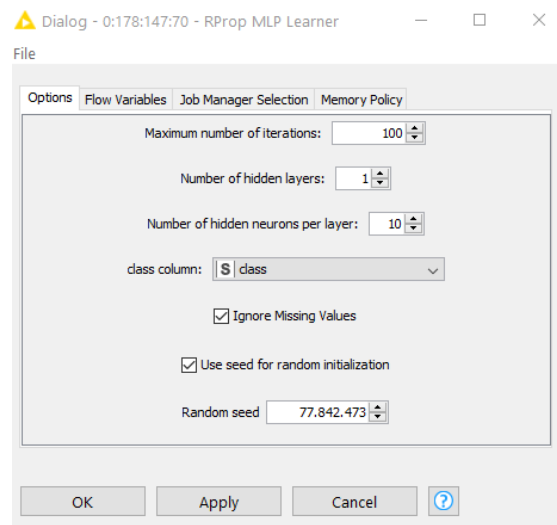 Dialog - 0:178:147:70 - RProp MLP Learner
File
Options Flow Variables Job Manager Selection Memory Policy
Maximum number of iterations: 100
Number of hidden layers: 1
Number of hidden neurons per layer: 10
class column: S class
Ignore Missing Values
Use seed for random initialization
Random seed 77.842.473
OK Apply Cancel ?